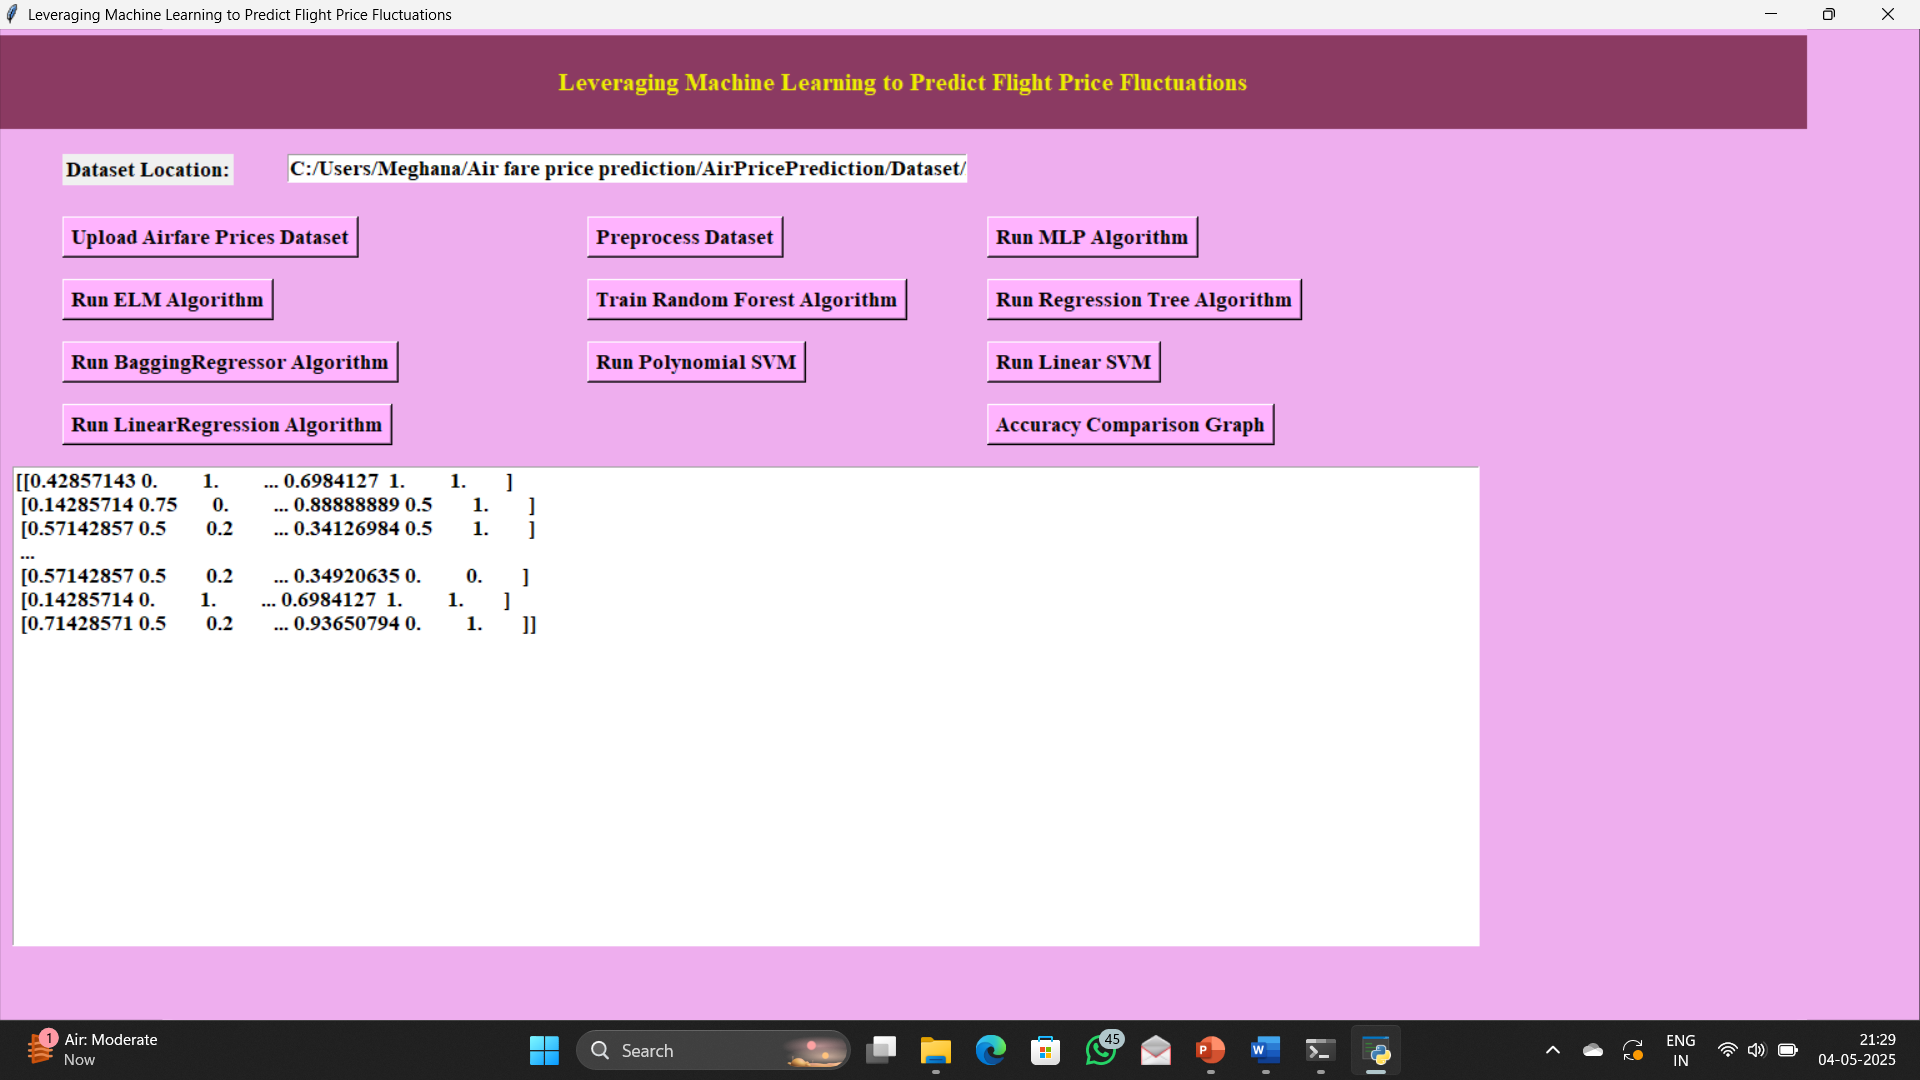 Leveraging Machine Learning to Predict Flight Price Fluctuations
Leveraging Machine Learning to Predict Flight Price Fluctuations
Dataset Location: C:/Users/Meghana/Air fare price prediction/AirPricePrediction/Dataset/
Upload Airfare Prices Dataset Preprocess Dataset Run MLP Algorithm
Run ELM Algorithm Train Random Forest Algorithm Run Regression Tree Algorithm
Run BaggingRegressor Algorithm Run Polynomial SVM Run Linear SVM
Run LinearRegression Algorithm Accuracy Comparison Graph
[[0.42857143 0. 1. ... 0.6984127 1. 1. ]
[0.14285714 0.75 0. ... 0.88888889 0.5 1. ]
[0.57142857 0.5 0.2 ... 0.34126984 0.5 1. ]
...
[0.57142857 0.5 0.2 ... 0.34920635 0. 0. ]
[0.14285714 0. 1. ... 0.6984127 1. 1. ]
[0.71428571 0.5 0.2 ... 0.93650794 0. 1. ]]
1 Air: Moderate
Now
Search
45
P
W
ENG
IN
21:29
04-05-2025